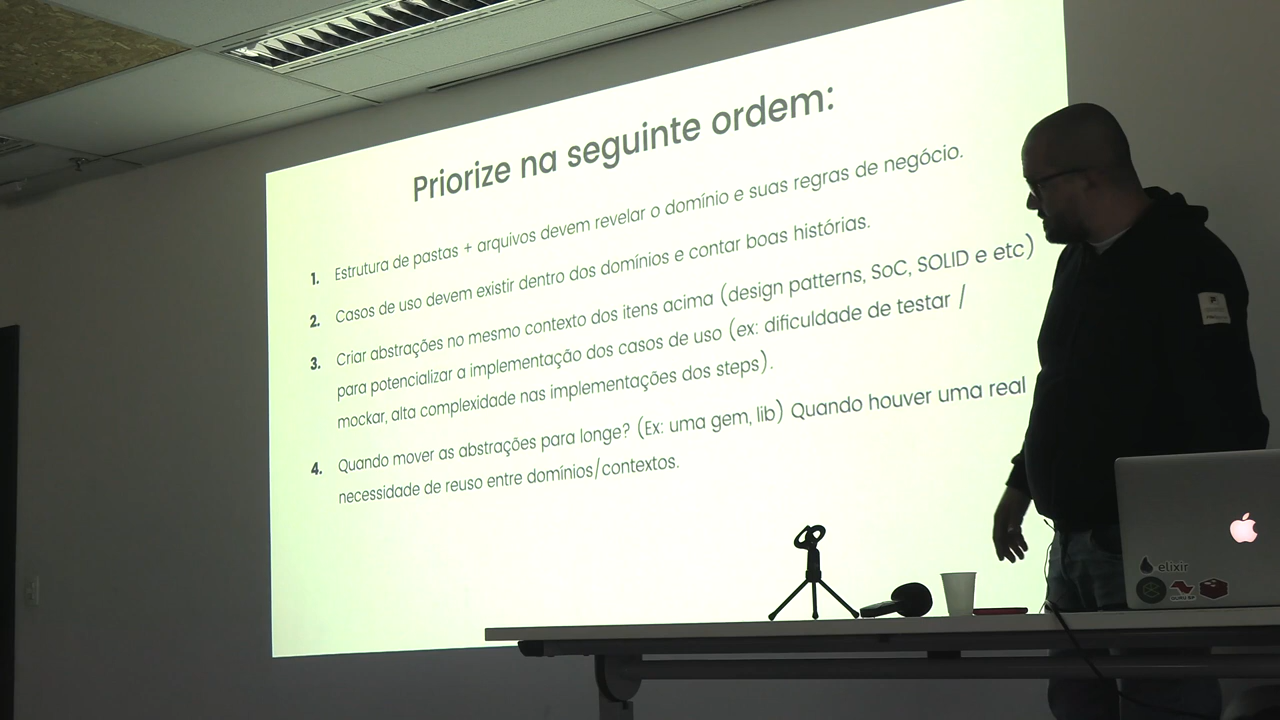 Priorize na seguinte ordem:
1. Estrutura de pastas + arquivos devem revelar o domínio e suas regras de negócio.
2. Casos de uso devem existir dentro dos domínios e contar boas histórias.
3. Criar abstrações no mesmo contexto dos itens acima (design patterns, SoC, SOLID e etc)
para potencializar a implementação dos casos de uso (ex: dificuldade de testar /
mockar, alta complexidade nas implementações dos steps).
4. Quando mover as abstrações para longe? (Ex: uma gem, lib) Quando houver uma real
necessidade de reuso entre domínios/contextos.
elixir
GURU SP